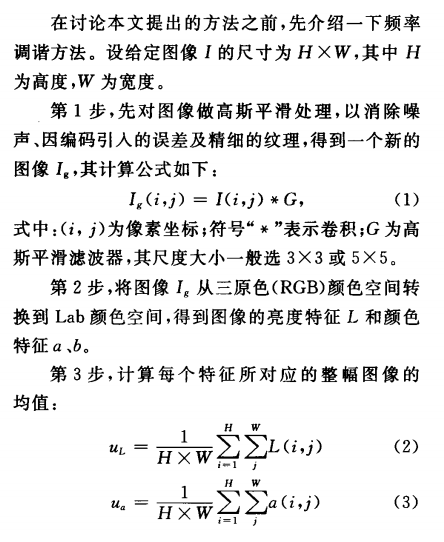 在讨论本文提出的方法之前,先介绍一下频率
调谐方法。设给定图像 I 的尺寸为 H×W,其中 H
为高度,W 为宽度。
第 1 步,先对图像做高斯平滑处理,以消除噪
声、因编码引入的误差及精细的纹理,得到一个新的
图像 I_g,其计算公式如下:
I_g(i,j) = I(i,j) * G, (1)
式中:(i, j)为像素坐标;符号“ * ”表示卷积;G 为高
斯平滑滤波器,其尺度大小一般选 3×3 或 5×5。
第 2 步,将图像 I_g 从三原色(RGB)颜色空间转
换到 Lab 颜色空间,得到图像的亮度特征 L 和颜色
特征 a、b。
第 3 步,计算每个特征所对应的整幅图像的
均值:
u_L = \frac{1}{H×W} \sum_{i=1}^{H} \sum_{j}^{W} L(i,j) (2)
u_a = \frac{1}{H×W} \sum_{i=1}^{H} \sum_{j}^{W} a(i,j) (3)